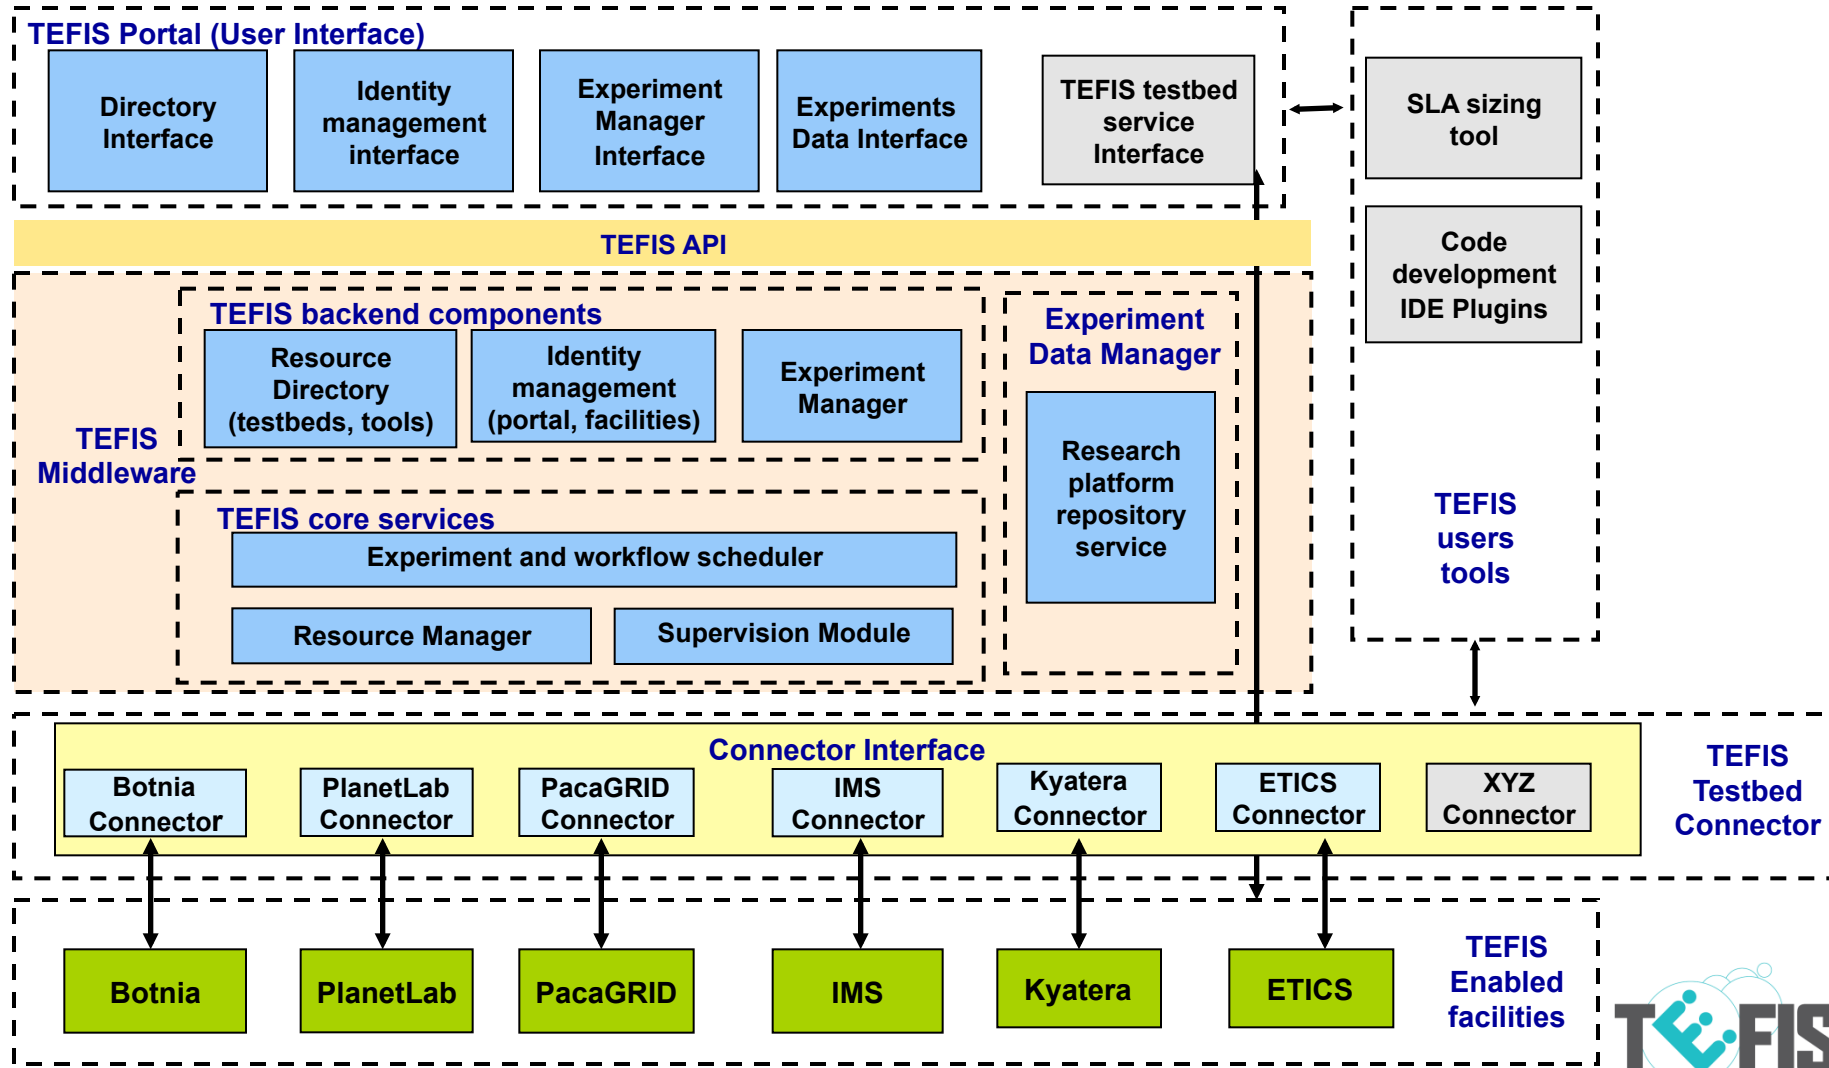 TEFIS Portal (User Interface)
Directory
Interface
Identity
management
interface
Experiment
Manager
Interface
Experiments
Data Interface
TEFIS testbed
service
Interface
SLA sizing
tool
Code
development
IDE Plugins
TEFIS
users
tools
TEFIS API
TEFIS
Middleware
TEFIS backend components
Resource
Directory
(testbeds, tools)
Identity
management
(portal, facilities)
Experiment
Manager
Experiment
Data Manager
Research
platform
repository
service
TEFIS core services
Experiment and workflow scheduler
Resource Manager
Supervision Module
Connector Interface
Botnia
Connector
PlanetLab
Connector
PacaGRID
Connector
IMS
Connector
Kyatera
Connector
ETICS
Connector
XYZ
Connector
TEFIS
Testbed
Connector
Botnia
PlanetLab
PacaGRID
IMS
Kyatera
ETICS
TEFIS
Enabled
facilities
TEFIS